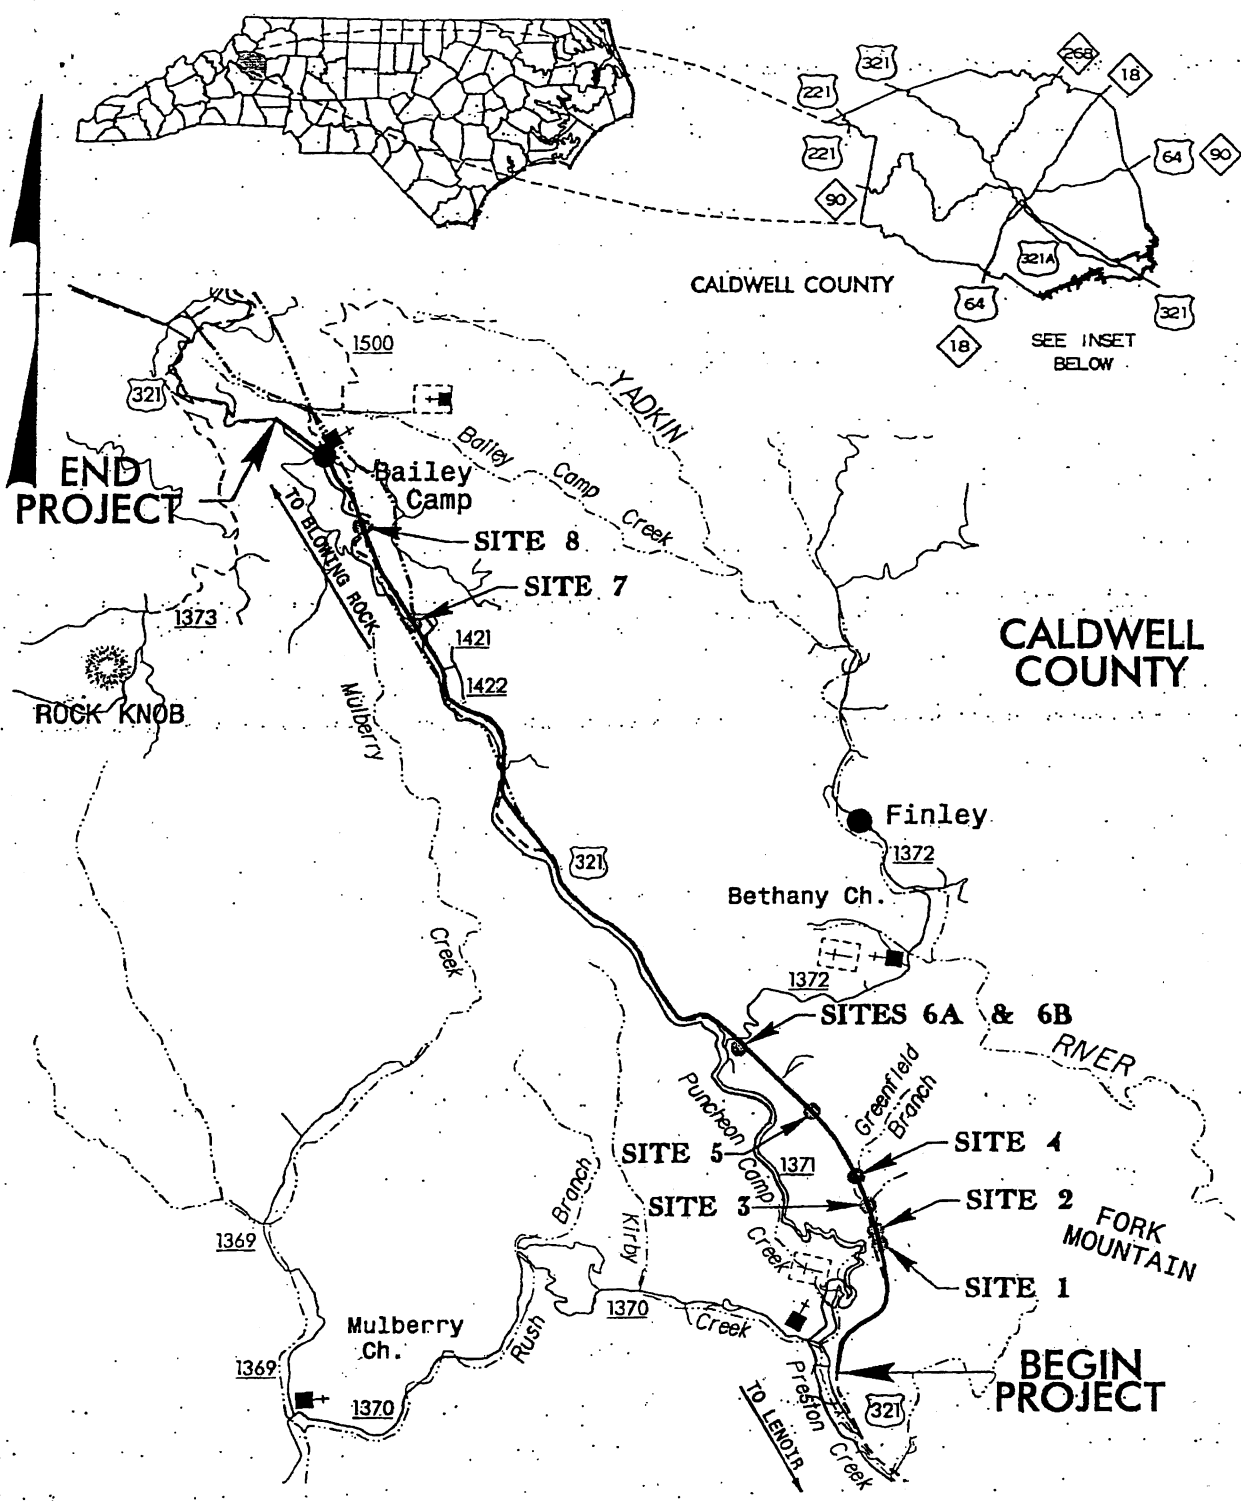 321
268
18
221
221
64
90
90
321A
CALDWELL COUNTY
64
321
18
SEE INSET
BELOW
1500
321
YADKIN
Bailey Camp Creek
END
PROJECT
Bailey
Camp
TO BLOWING ROCK
SITE 8
SITE 7
1373
1421
1422
CALDWELL
COUNTY
ROCK KNOB
Mulberry
Creek
Finley
321
1372
Bethany Ch.
1372
SITES 6A & 6B
RIVER
Greenfield
Branch
Puncheon Camp
Creek
SITE 5
SITE 4
1371
SITE 3
SITE 2
FORK
MOUNTAIN
Branch
Rush
Kirby
Creek
1369
SITE 1
1370
Mulberry
Ch.
1369
1370
BEGIN
PROJECT
TO LENOIR
Preston
Creek
321